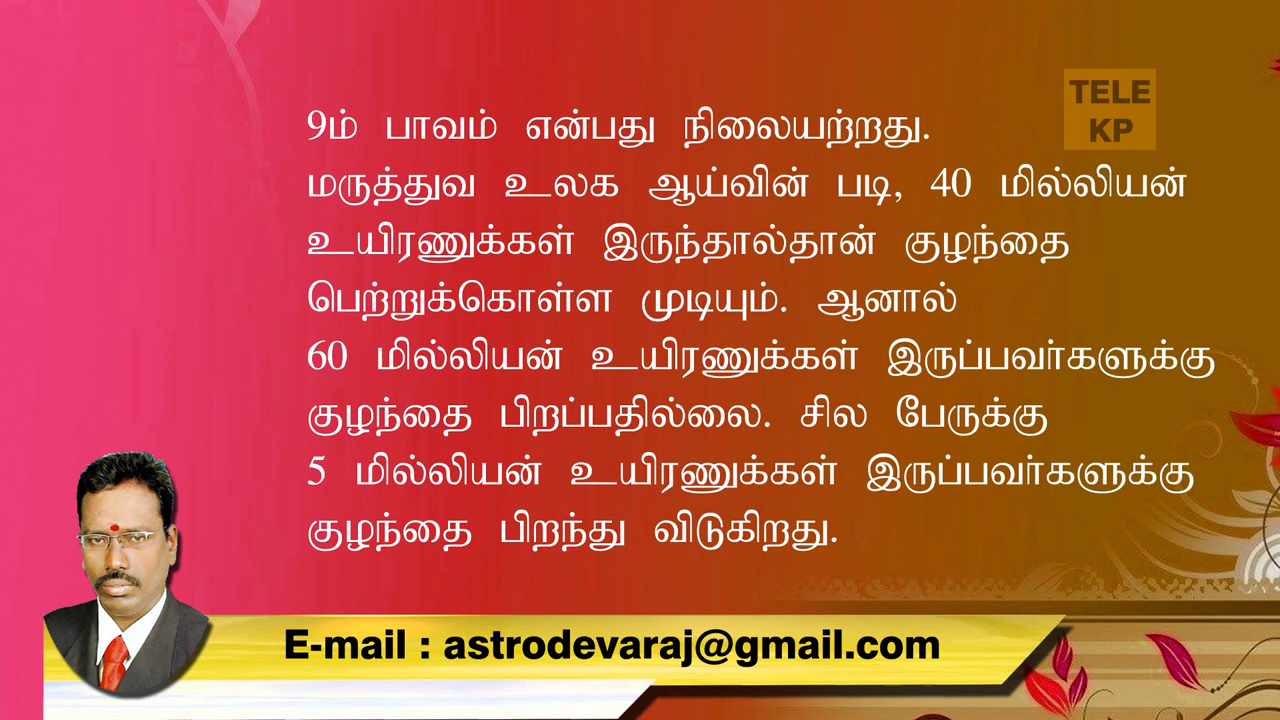 TELE
KP
9ம் பாவம் என்பது நிலையற்றது.
மருத்துவ உலக ஆய்வின் படி, 40 மில்லியன்
உயிரணுக்கள் இருந்தால்தான் குழந்தை
பெற்றுக்கொள்ள முடியும். ஆனால்
60 மில்லியன் உயிரணுக்கள் இருப்பவர்களுக்கு
குழந்தை பிறப்பதில்லை. சில பேருக்கு
5 மில்லியன் உயிரணுக்கள் இருப்பவர்களுக்கு
குழந்தை பிறந்து விடுகிறது.
E-mail : astrodevaraj@gmail.com